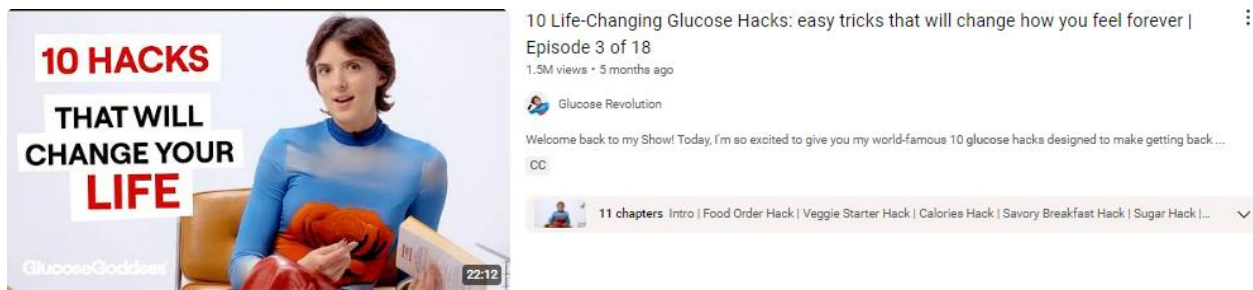 10 HACKS
THAT WILL
CHANGE YOUR
LIFE
GlucoseGoddess
22:12
10 Life-Changing Glucose Hacks: easy tricks that will change how you feel forever |
Episode 3 of 18
1.5M views • 5 months ago
Glucose Revolution
Welcome back to my Show! Today, I'm so excited to give you my world-famous 10 glucose hacks designed to make getting back ...
CC
11 chapters Intro | Food Order Hack | Veggie Starter Hack | Calories Hack | Savory Breakfast Hack | Sugar Hack |...